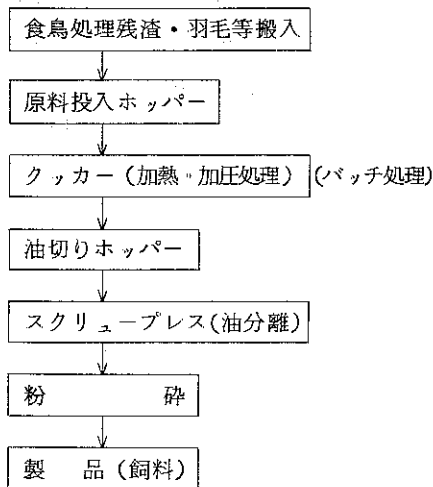 食鳥処理残渣・羽毛等搬入
原料投入ホッパー
クッカー（加熱・加圧処理）（バッチ処理）
油切りホッパー
スクリュープレス(油分離)
粉　　　砕
製　品（飼料）